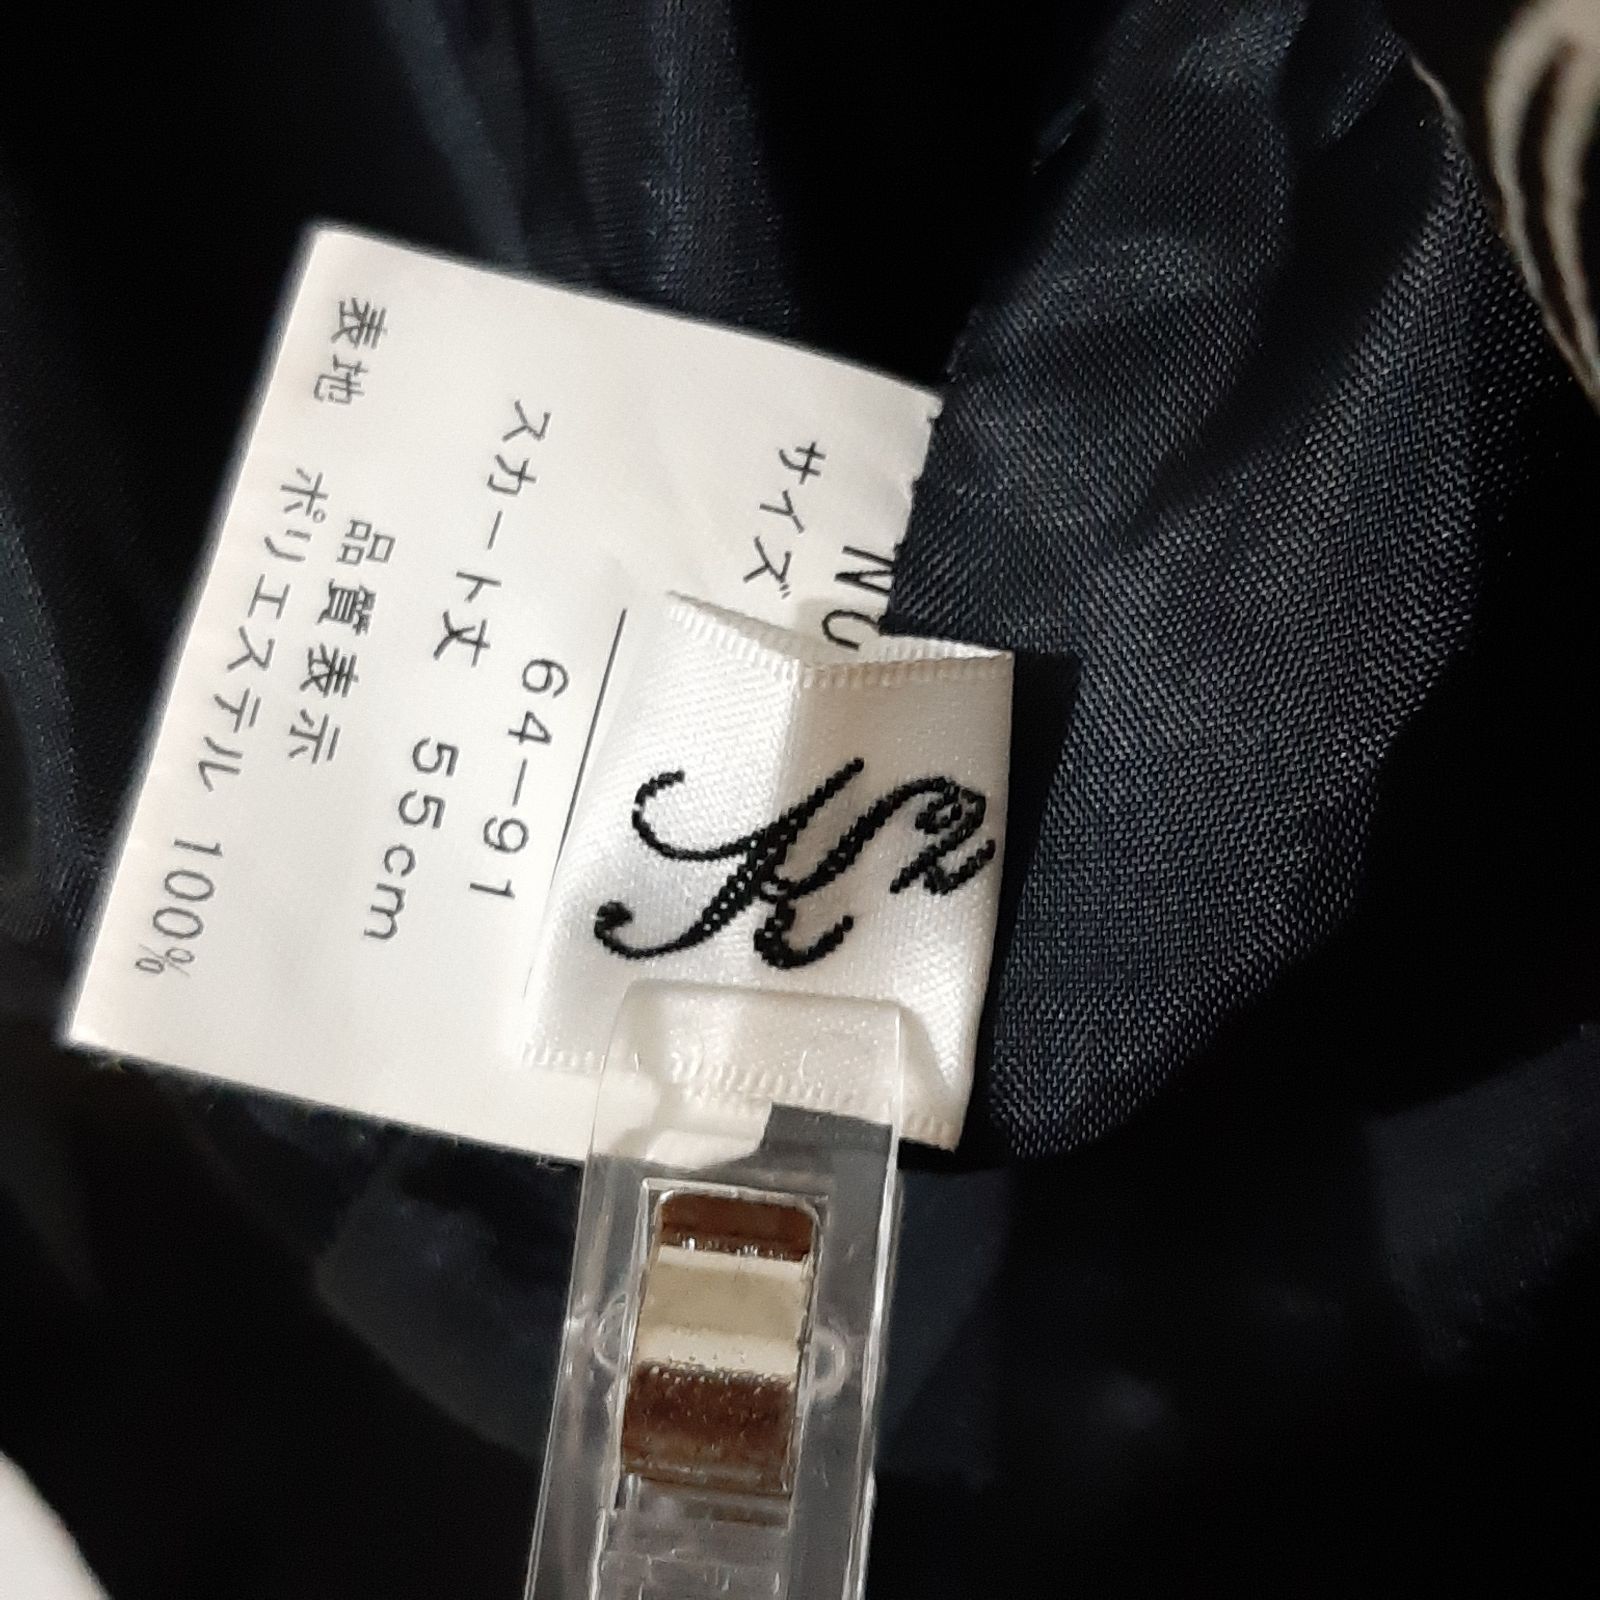 サイズ
64-91
スカート丈 55cm
品質表示
表地 ポリエステル 100%